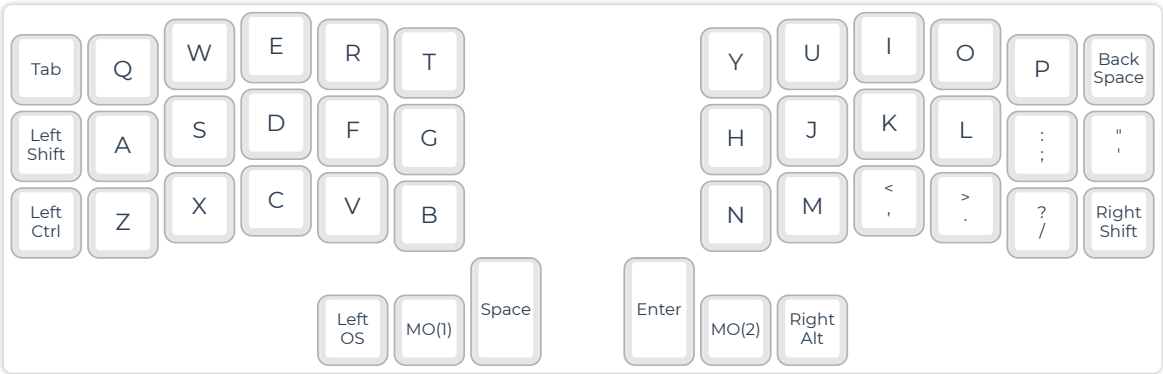 Tab
Q
W
E
R
T
Y
U
I
O
P
Back
Space
Left
Shift
A
S
D
F
G
H
J
K
L
:
;
"
'
Left
Ctrl
Z
X
C
V
B
N
M
<
,
>
.
?
/
Right
Shift
Left
OS
MO(1)
Space
Enter
MO(2)
Right
Alt